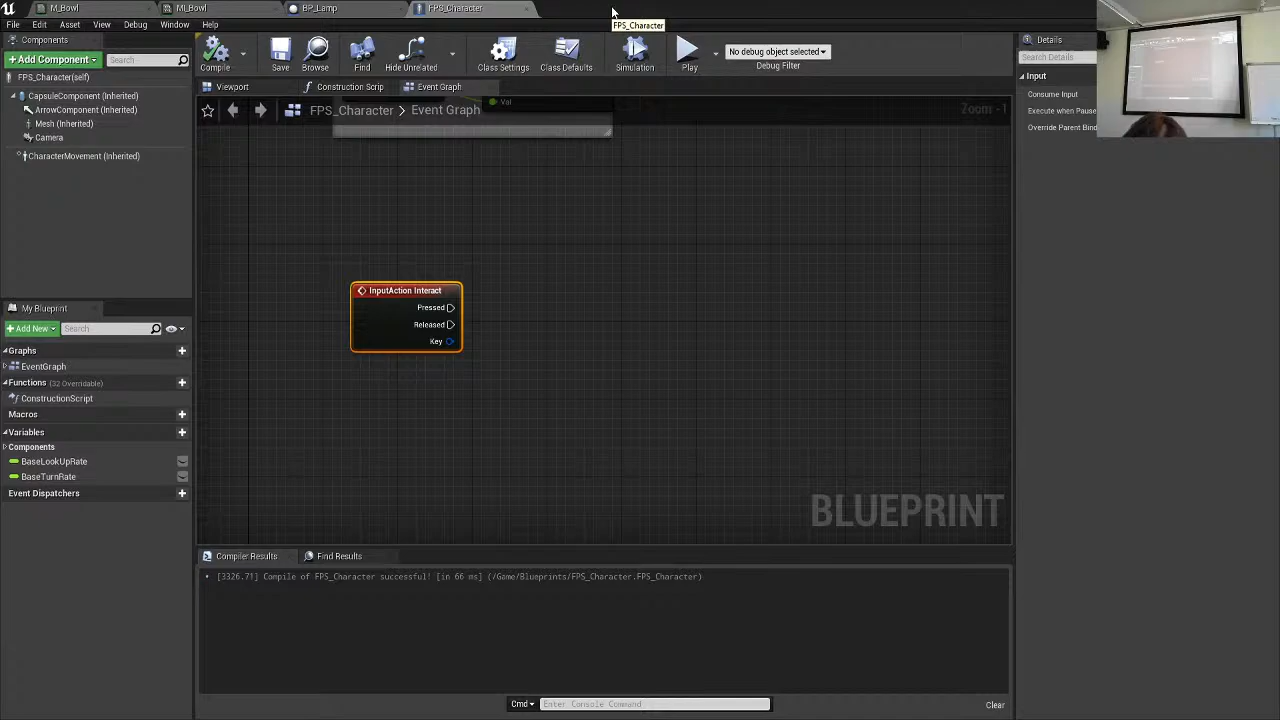 M_Bowl
MI_Bowl
BP_Lamp
FPS_Character
File
Edit
Asset
View
Debug
Window
Help
FPS_Character
Components
Add Component
Search
FPS_Character(self)
CapsuleComponent (Inherited)
ArrowComponent (Inherited)
Mesh (Inherited)
Camera
CharacterMovement (Inherited)
Compile
Save
Browse
Find
Hide Unrelated
Class Settings
Class Defaults
Simulation
Play
No debug object selected
Debug Filter
Viewport
Construction Scrip
Event Graph
FPS_Character
Event Graph
Val
Zoom -1
InputAction Interact
Pressed
Released
Key
BLUEPRINT
My Blueprint
Add New
Search
Graphs
EventGraph
Functions (32 Overridable)
ConstructionScript
Macros
Variables
Components
BaseLookUpRate
BaseTurnRate
Event Dispatchers
Compiler Results
Find Results
[3326.71] Compile of FPS_Character successful! [in 66 ms] (/Game/Blueprints/FPS_Character.FPS_Character)
Cmd
Enter Console Command
Clear
Details
Search Details
Input
Consume Input
Execute when Pause
Override Parent Bind